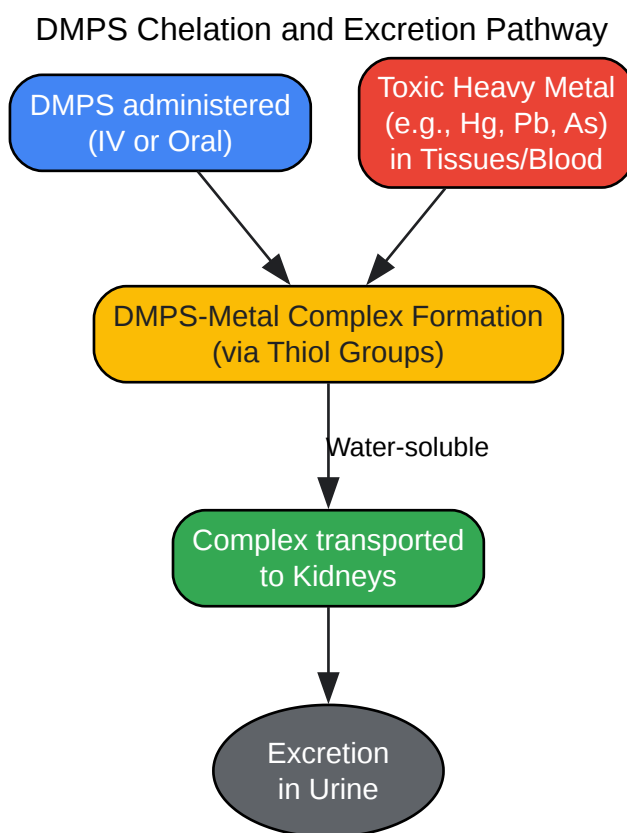 DMPS Chelation and Excretion Pathway
DMPS administered
(IV or Oral)
Toxic Heavy Metal
(e.g., Hg, Pb, As)
in Tissues/Blood
DMPS-Metal Complex Formation
(via Thiol Groups)
Water-soluble
Complex transported
to Kidneys
Excretion
in Urine